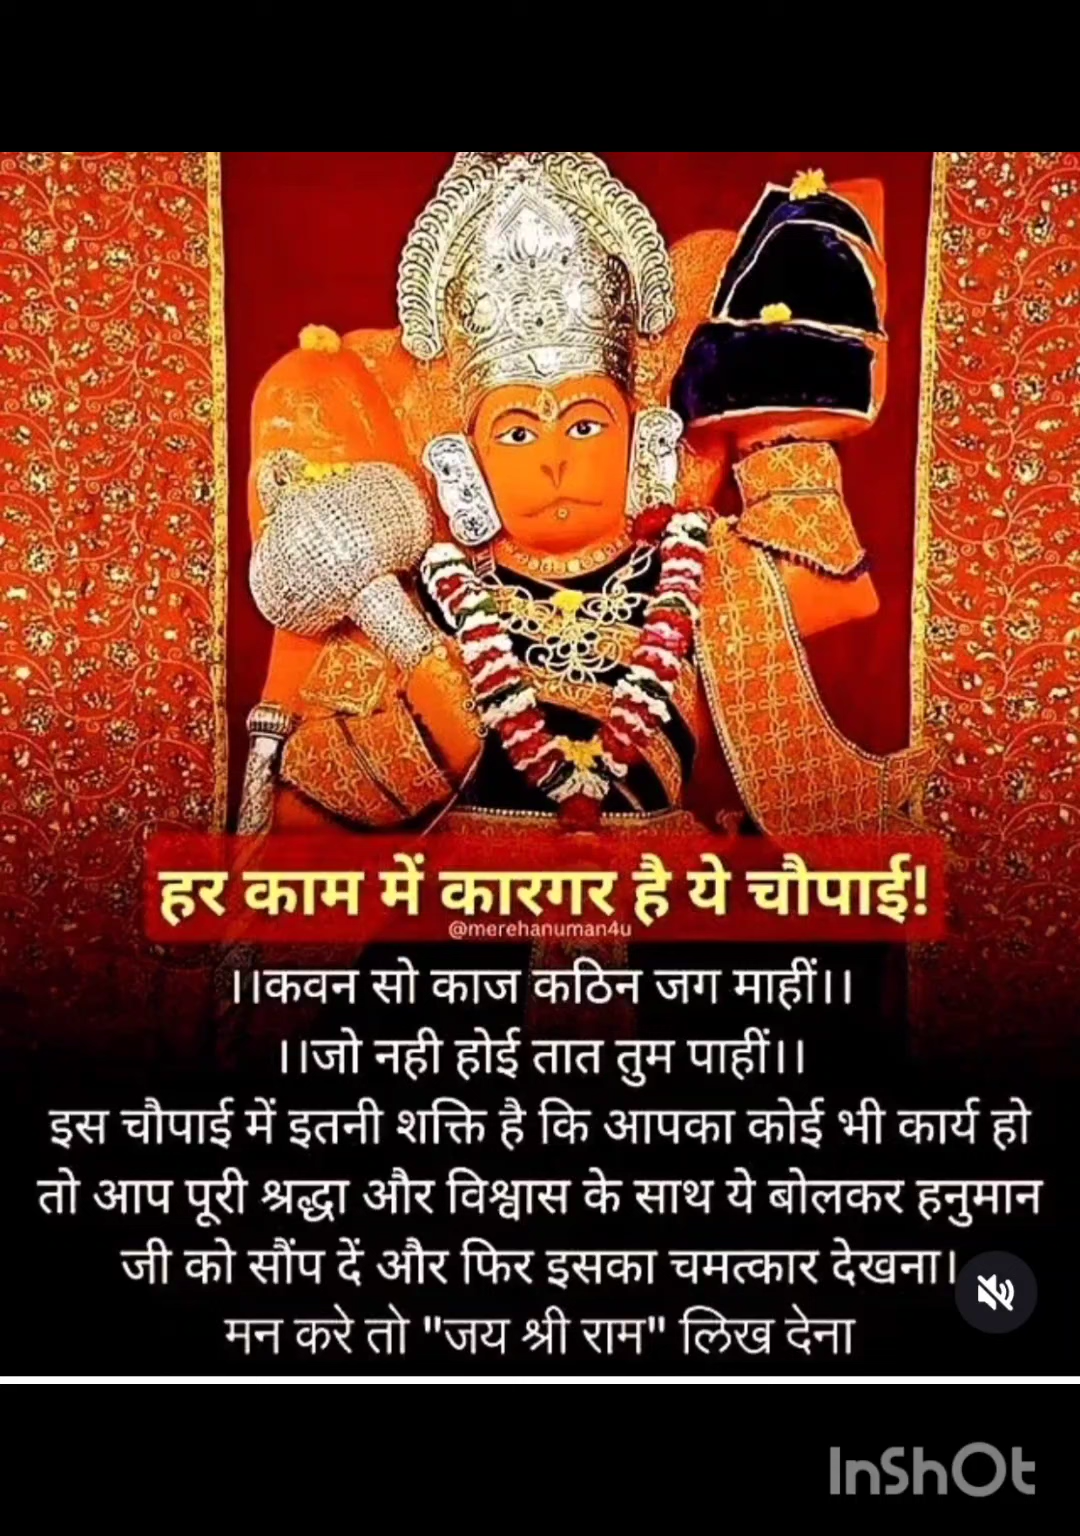 हर काम में कारगर है ये चौपाई!
@merehanuman4u
।।कवन सो काज कठिन जग माहीं।।
।।जो नही होई तात तुम पाहीं।।
इस चौपाई में इतनी शक्ति है कि आपका कोई भी कार्य हो
तो आप पूरी श्रद्धा और विश्वास के साथ ये बोलकर हनुमान
जी को सौंप दें और फिर इसका चमत्कार देखना।
मन करे तो "जय श्री राम" लिख देना
InShOt